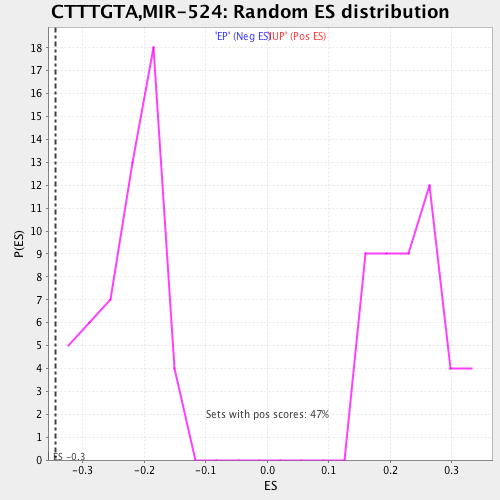 CTTTGTA,MIR-524: Random ES distribution
'EP' (Neg ES)
'UP' (Pos ES)
P(ES)
18
17
16
15
14
13
12
11
10
9
8
7
6
5
4
3
2
1
0
Sets with pos scores: 47%
ES -0.3
-0.3 -0.2 -0.1 0.0 0.1 0.2 0.3
ES